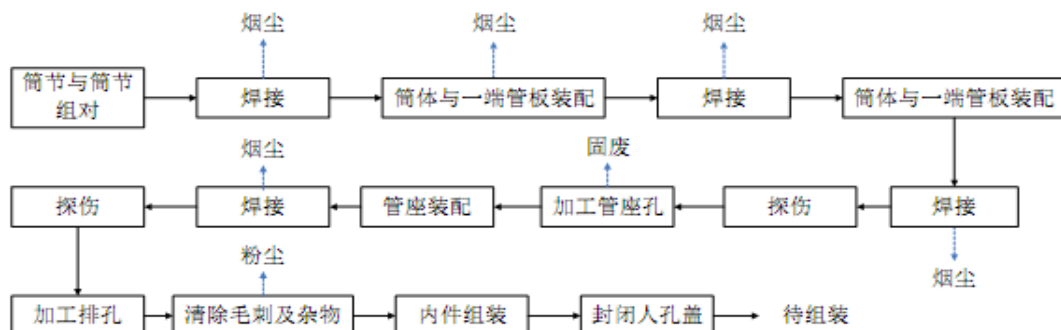 烟尘
烟尘
烟尘
筒节与筒节
组对
焊接
筒体与一端管板装配
焊接
筒体与一端管板装配
烟尘
固废
探伤
焊接
管座装配
加工管座孔
探伤
焊接
粉尘
烟尘
加工排孔
清除毛刺及杂物
内件组装
封闭人孔盖
待组装